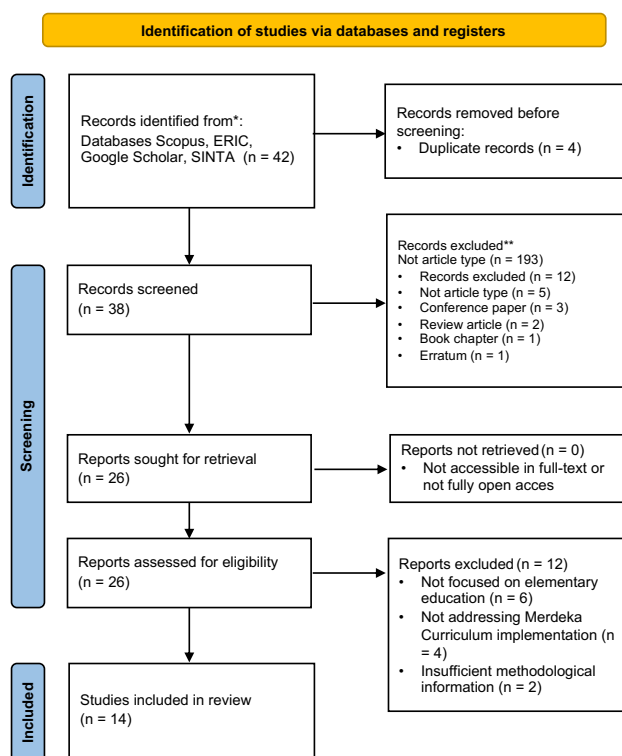 Identification of studies via databases and registers
Identification
Records identified from*:
Databases Scopus, ERIC,
Google Scholar, SINTA (n = 42)
Records removed before
screening:
• Duplicate records (n = 4)
Screening
Records screened
(n = 38)
Records excluded**
Not article type (n = 193)
• Records excluded (n = 12)
• Not article type (n = 5)
• Conference paper (n = 3)
• Review article (n = 2)
• Book chapter (n = 1)
• Erratum (n = 1)
Reports sought for retrieval
(n = 26)
Reports not retrieved (n = 0)
• Not accessible in full-text or
not fully open acces
Reports assessed for eligibility
(n = 26)
Reports excluded (n = 12)
• Not focused on elementary
education (n = 6)
• Not addressing Merdeka
Curriculum implementation (n
= 4)
• Insufficient methodological
information (n = 2)
Included
Studies included in review
(n = 14)